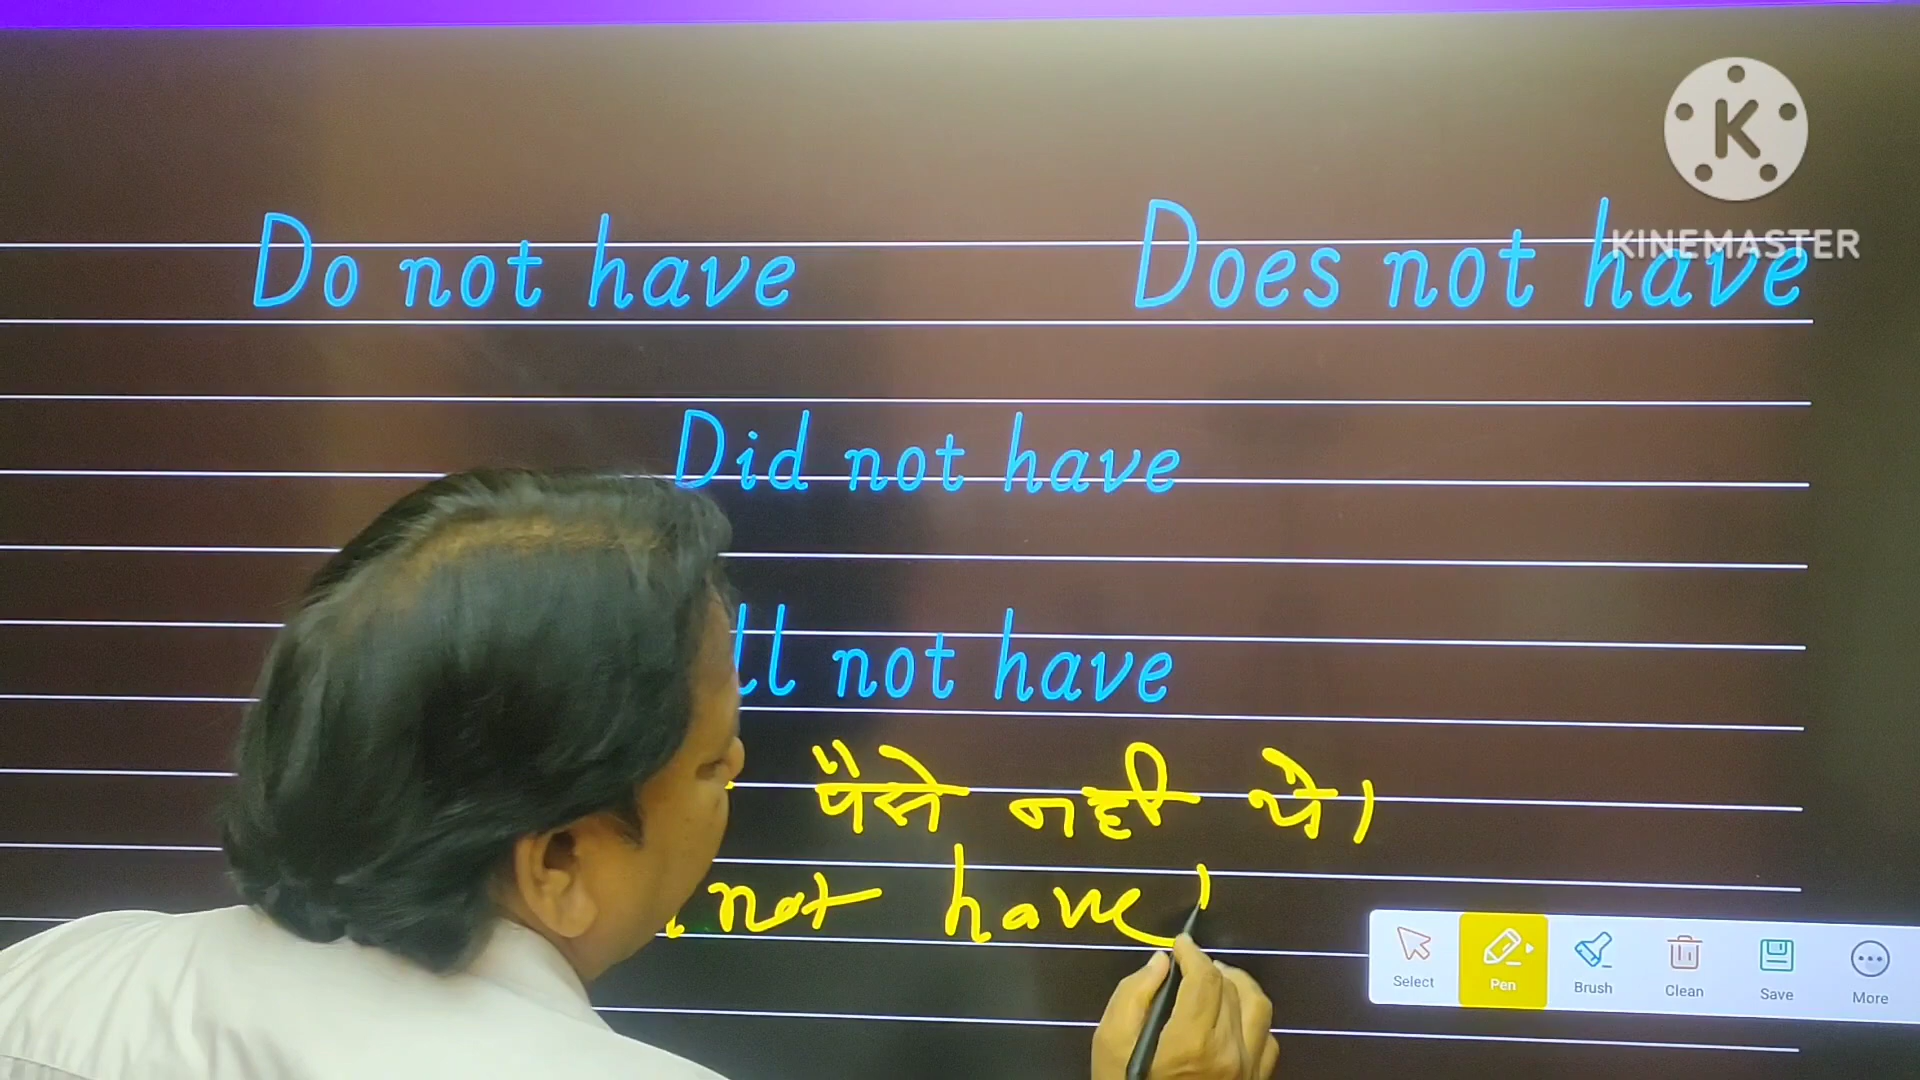 Do not have Does not have
KINEMASTER
Did not have
not have
पैसे नहीं थे।
not have
Select Pen Brush Clean Save More